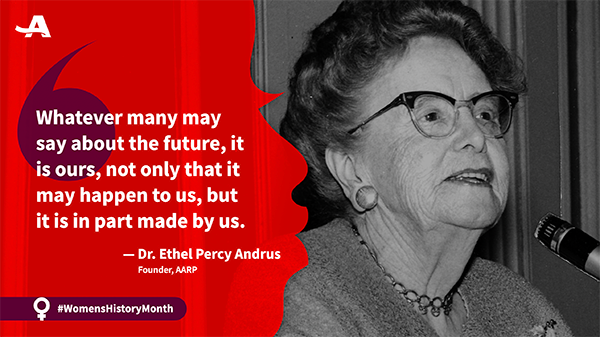 Whatever many may
say about the future, it
is ours, not only that it
may happen to us, but
it is in part made by us.
— Dr. Ethel Percy Andrus
Founder, AARP
#WomensHistoryMonth